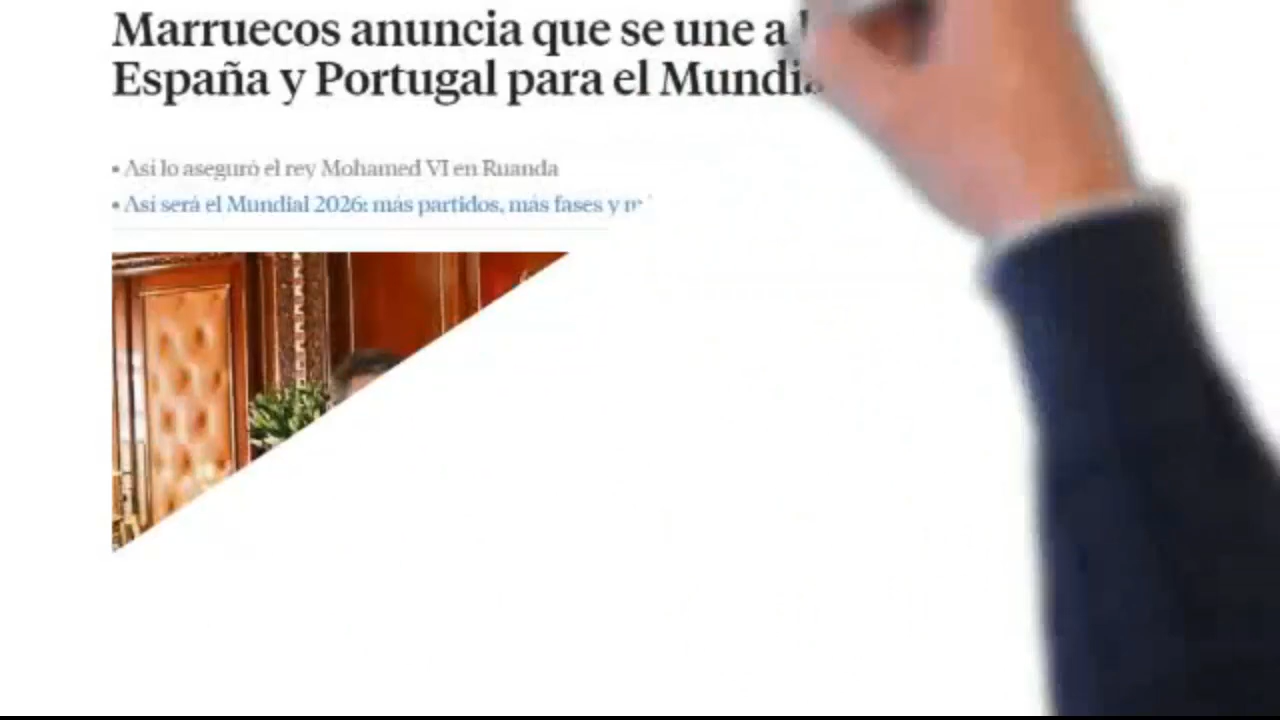 Marruecos anuncia que se une a
España y Portugal para el Mundia
• Así lo aseguró el rey Mohamed VI en Ruanda
• Así será el Mundial 2026: más partidos, más fases y